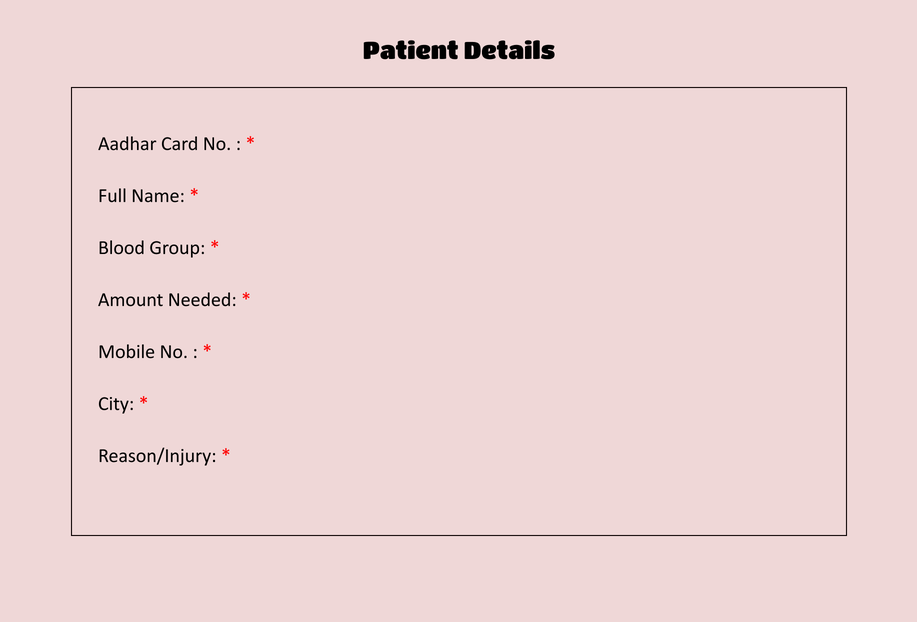 Patient Details
Aadhar Card No. : *
Full Name: *
Blood Group: *
Amount Needed: *
Mobile No. : *
City: *
Reason/Injury: *